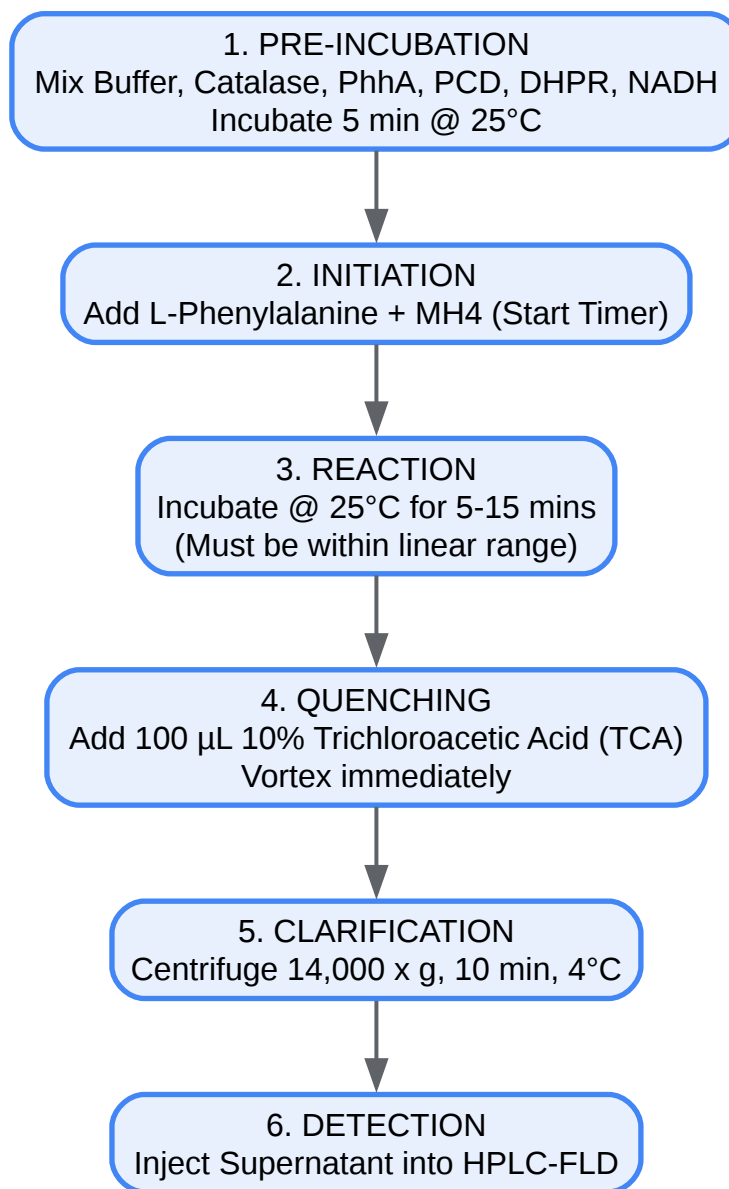 1. PRE-INCUBATION
Mix Buffer, Catalase, PhhA, PCD, DHPR, NADH
Incubate 5 min @ 25°C
2. INITIATION
Add L-Phenylalanine + MH4 (Start Timer)
3. REACTION
Incubate @ 25°C for 5-15 mins
(Must be within linear range)
4. QUENCHING
Add 100 µL 10% Trichloroacetic Acid (TCA)
Vortex immediately
5. CLARIFICATION
Centrifuge 14,000 x g, 10 min, 4°C
6. DETECTION
Inject Supernatant into HPLC-FLD